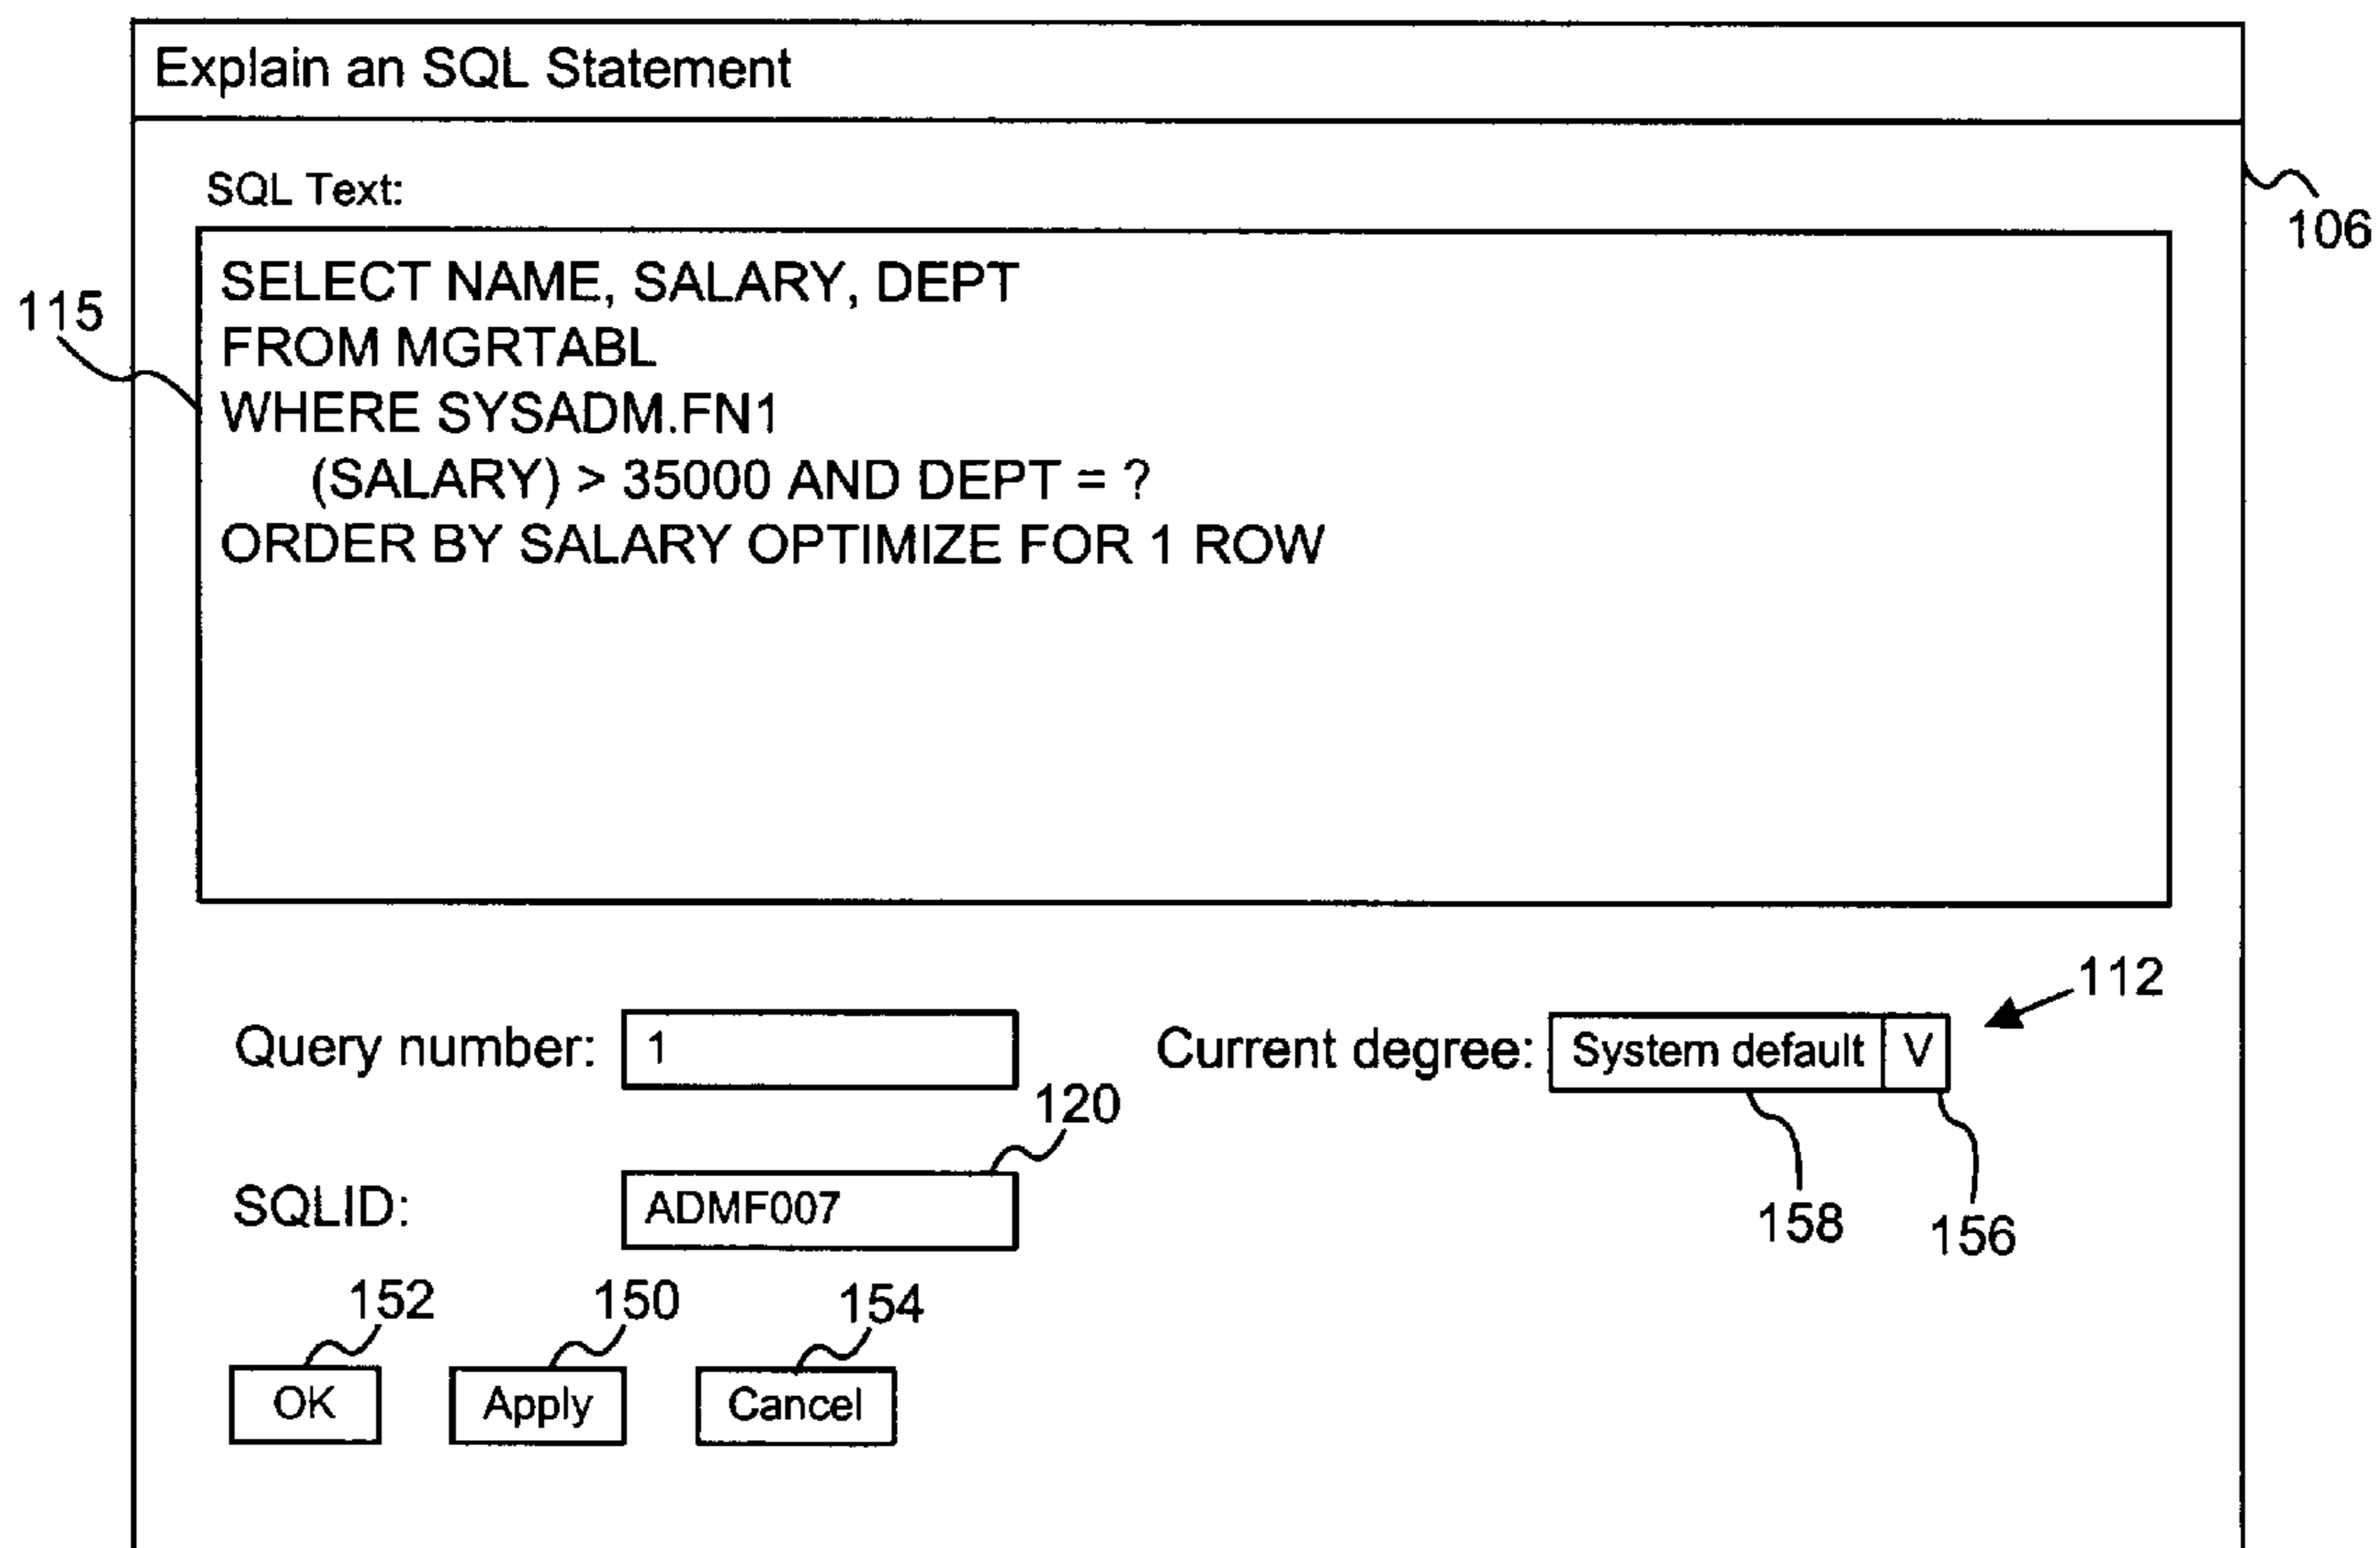 Explain an SQL Statement
SQL Text:
106
115
SELECT NAME, SALARY, DEPT
FROM MGRTABL
WHERE SYSADM.FN1
(SALARY) > 35000 AND DEPT = ?
ORDER BY SALARY OPTIMIZE FOR 1 ROW
112
Query number: 1
Current degree: System default V
120
SQLID: ADMF007
158
156
152
150
154
OK
Apply
Cancel